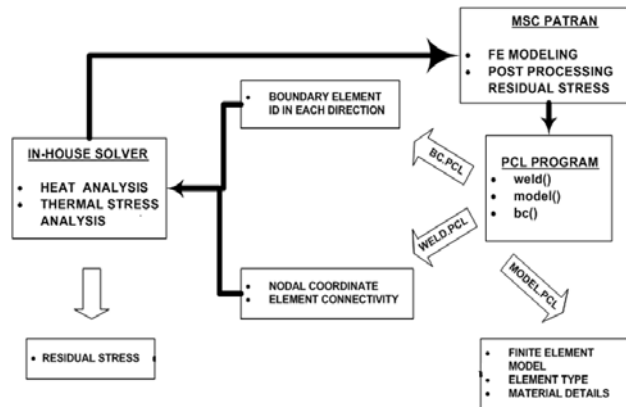 MSC PATRAN
• FE MODELING
• POST PROCESSING
RESIDUAL STRESS
• BOUNDARY ELEMENT
ID IN EACH DIRECTION
IN-HOUSE SOLVER
• HEAT ANALYSIS
• THERMAL STRESS
ANALYSIS
BC.PCL
PCL PROGRAM
• weld()
• model()
• bc()
WELD.PCL
MODEL.PCL
• NODAL COORDINATE
• ELEMENT CONNECTIVITY
• RESIDUAL STRESS
• FINITE ELEMENT
MODEL
• ELEMENT TYPE
• MATERIAL DETAILS